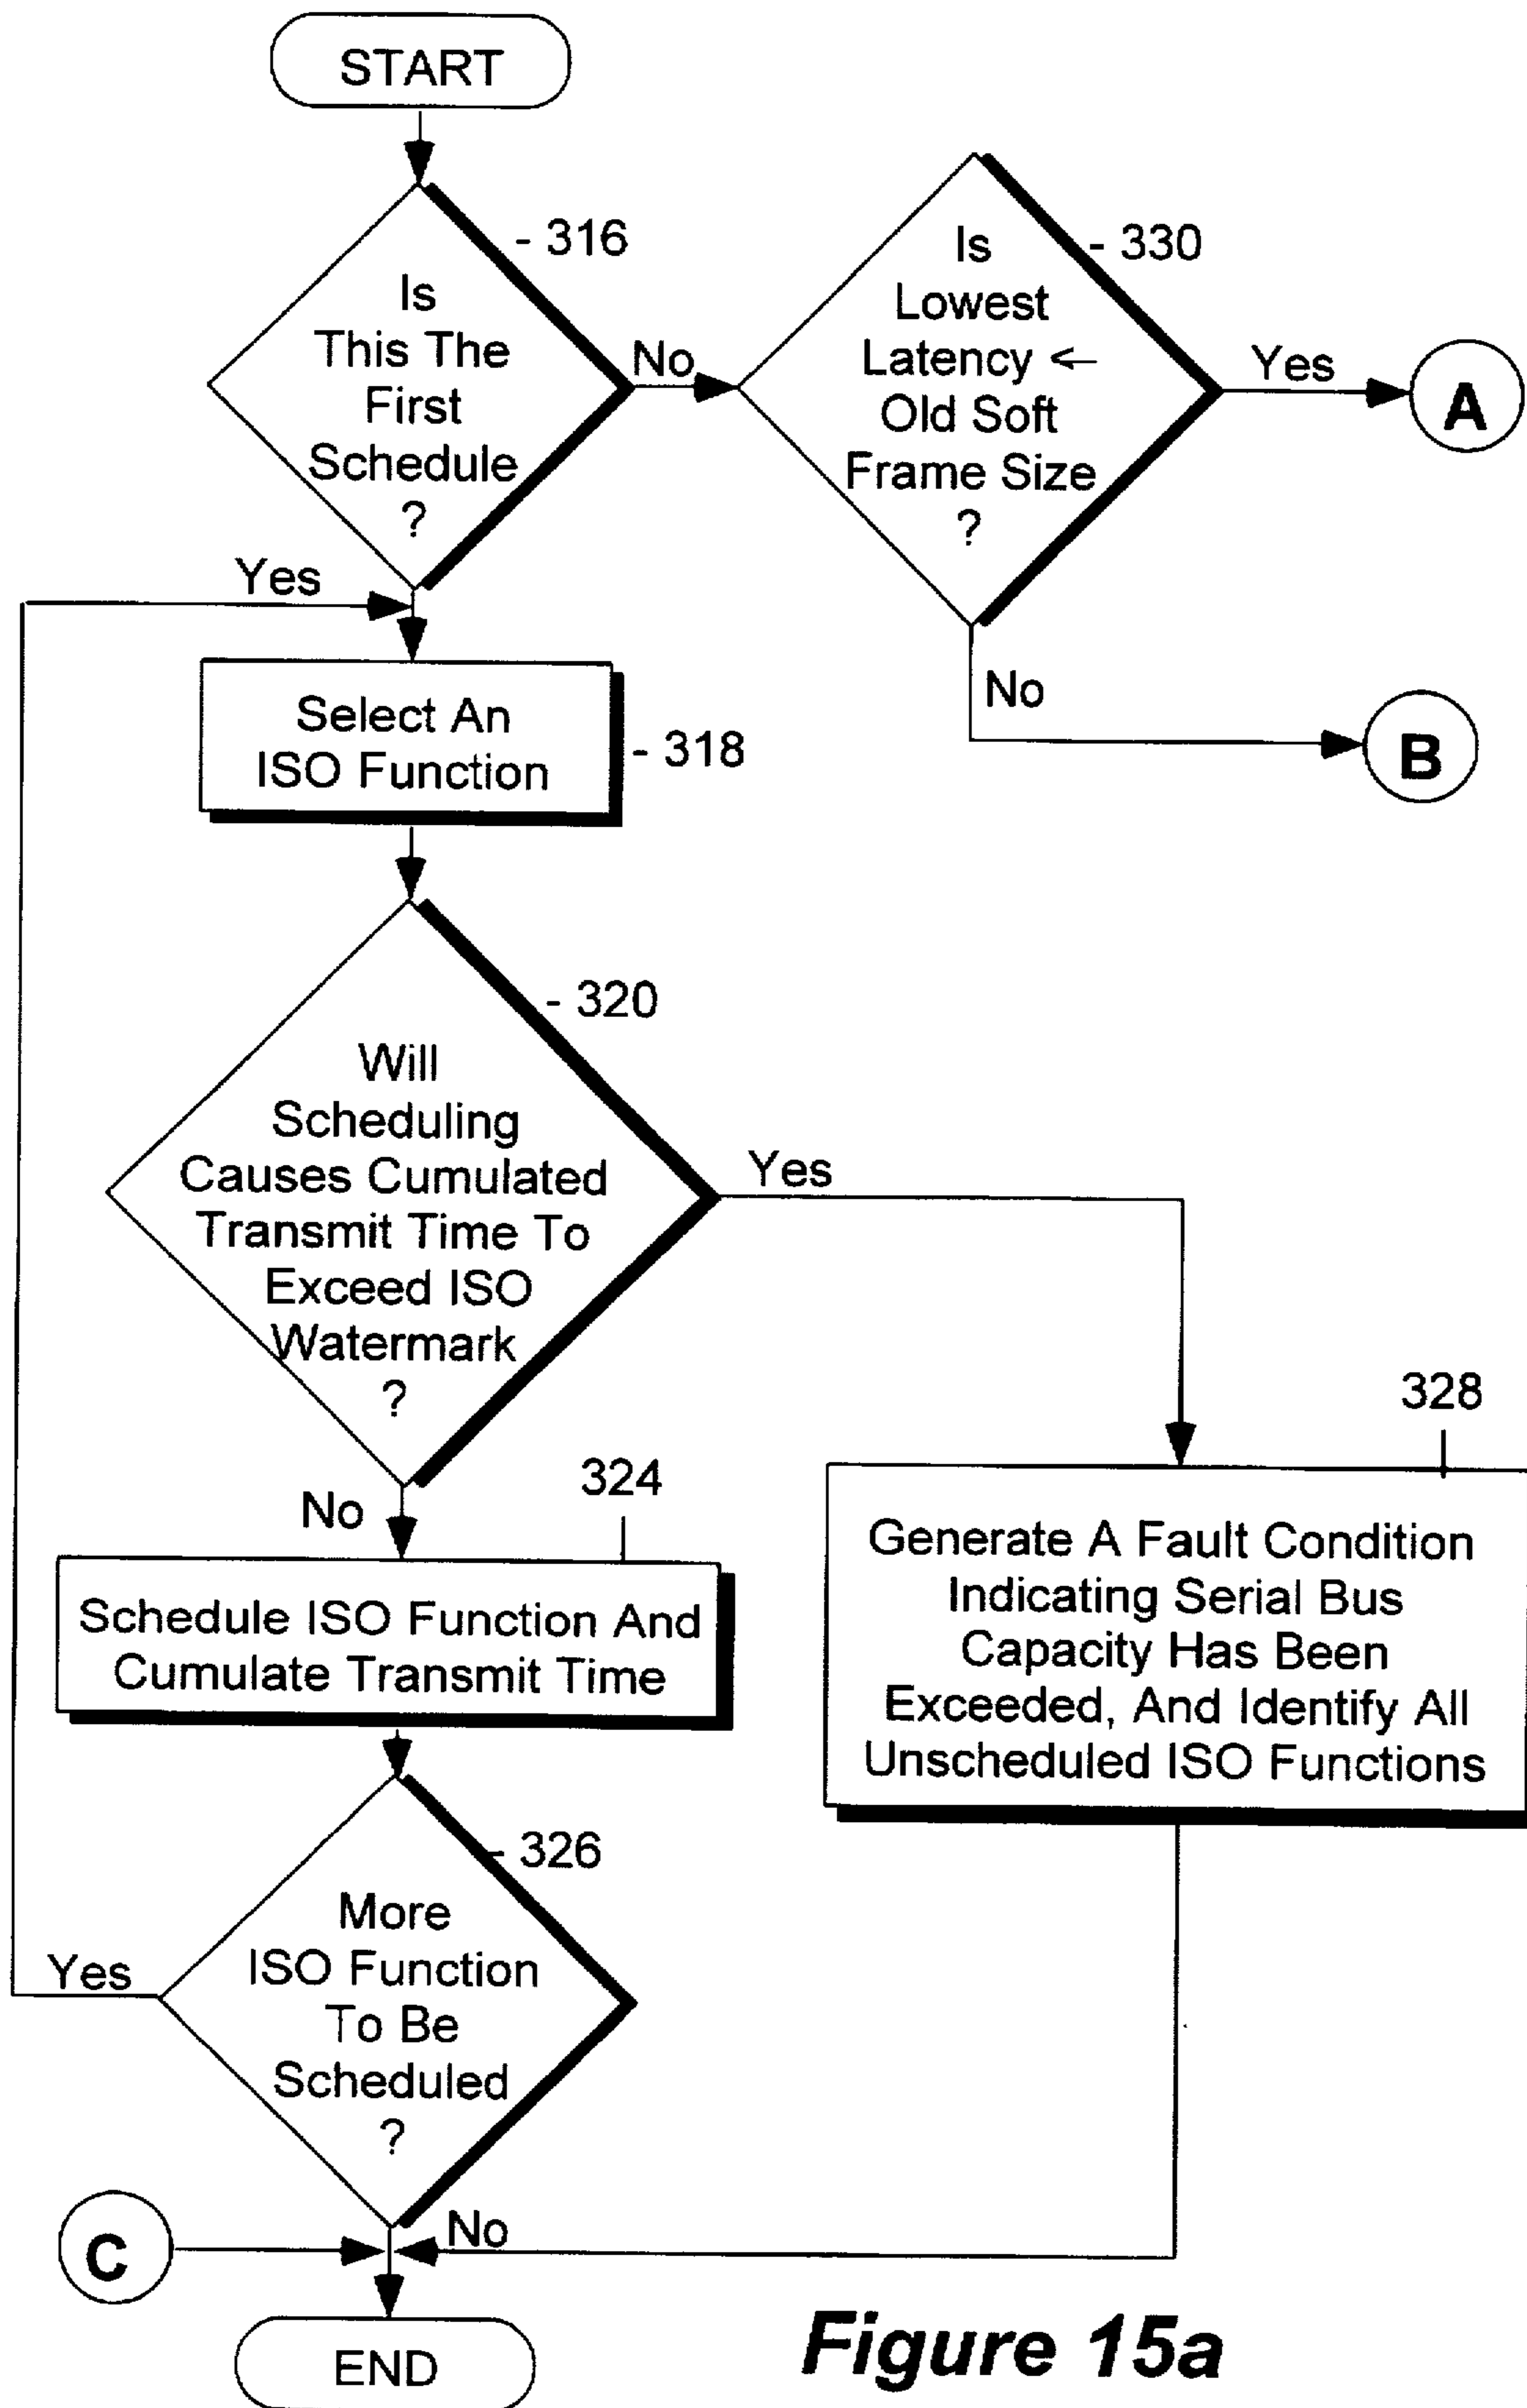 START
- 316
Is
This The
First
Schedule
?
No
- 330
Is
Lowest
Latency ←
Old Soft
Frame Size
?
Yes
A
No
B
Yes
Select An
ISO Function
- 318
- 320
Will
Scheduling
Causes Cumulated
Transmit Time To
Exceed ISO
Watermark
?
Yes
No
324
328
Schedule ISO Function And
Cumulate Transmit Time
Generate A Fault Condition
Indicating Serial Bus
Capacity Has Been
Exceeded, And Identify All
Unscheduled ISO Functions
- 326
More
ISO Function
To Be
Scheduled
?
Yes
No
C
END
Figure 15a